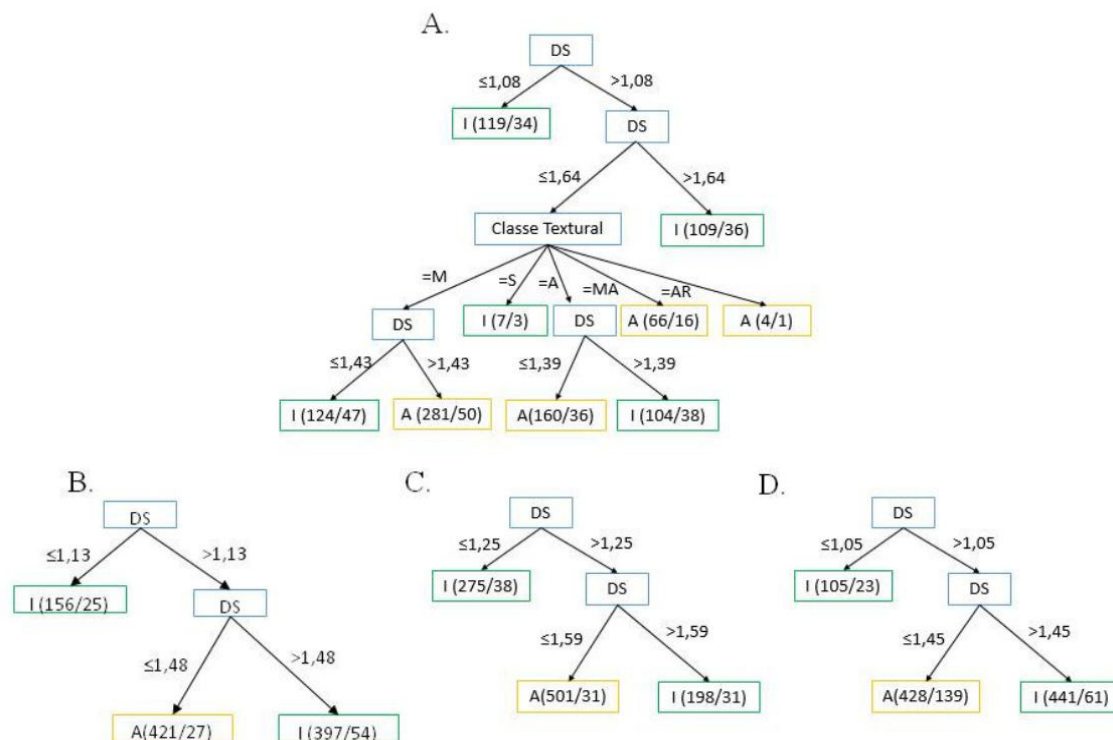 A.
DS
≤1,08 >1,08
I (119/34) DS
≤1,64 >1,64
Classe Textural I (109/36)
=M =S =A =MA =AR
DS I (7/3) DS A (66/16) A (4/1)
≤1,43 >1,43 ≤1,39 >1,39
I (124/47) A (281/50) A(160/36) I (104/38)
B.
DS
≤1,13 >1,13
I (156/25) DS
≤1,48 >1,48
A(421/27) I (397/54)
C.
DS
≤1,25 >1,25
I (275/38) DS
≤1,59 >1,59
A(501/31) I (198/31)
D.
DS
≤1,05 >1,05
I (105/23) DS
≤1,45 >1,45
A(428/139) I (441/61)